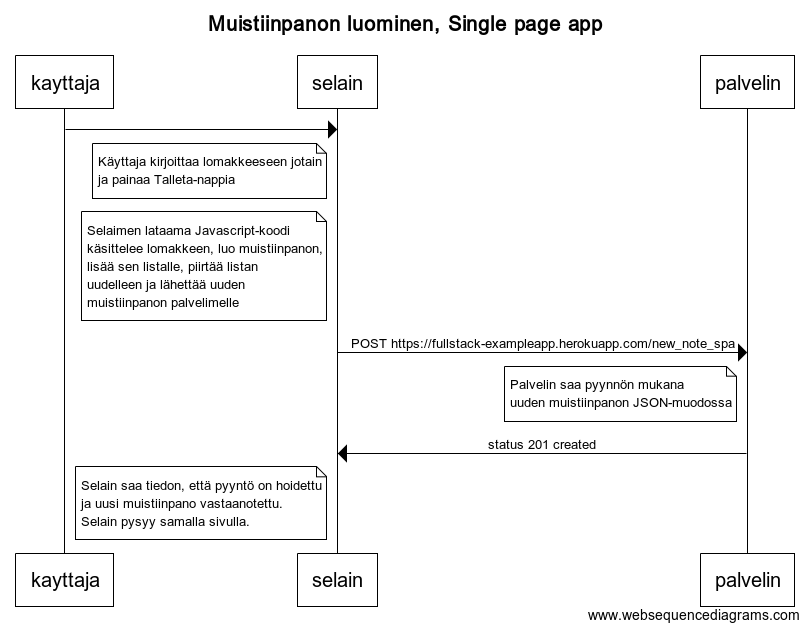 Muistiinpanon luominen, Single page app
kayttaja
selain
palvelin
Käyttaja kirjoittaa lomakkeeseen jotain
ja painaa Talleta-nappia
Selaimen lataama Javascript-koodi
käsittelee lomakkeen, luo muistiinpanon,
lisää sen listalle, piirtää listan
uudelleen ja lähettää uuden
muistiinpanon palvelimelle
POST https://fullstack-exampleapp.herokuapp.com/new_note_spa
Palvelin saa pyynnön mukana
uuden muistiinpanon JSON-muodossa
status 201 created
Selain saa tiedon, että pyyntö on hoidettu
ja uusi muistiinpano vastaanotettu.
Selain pysyy samalla sivulla.
kayttaja
selain
palvelin
www.websequencediagrams.com